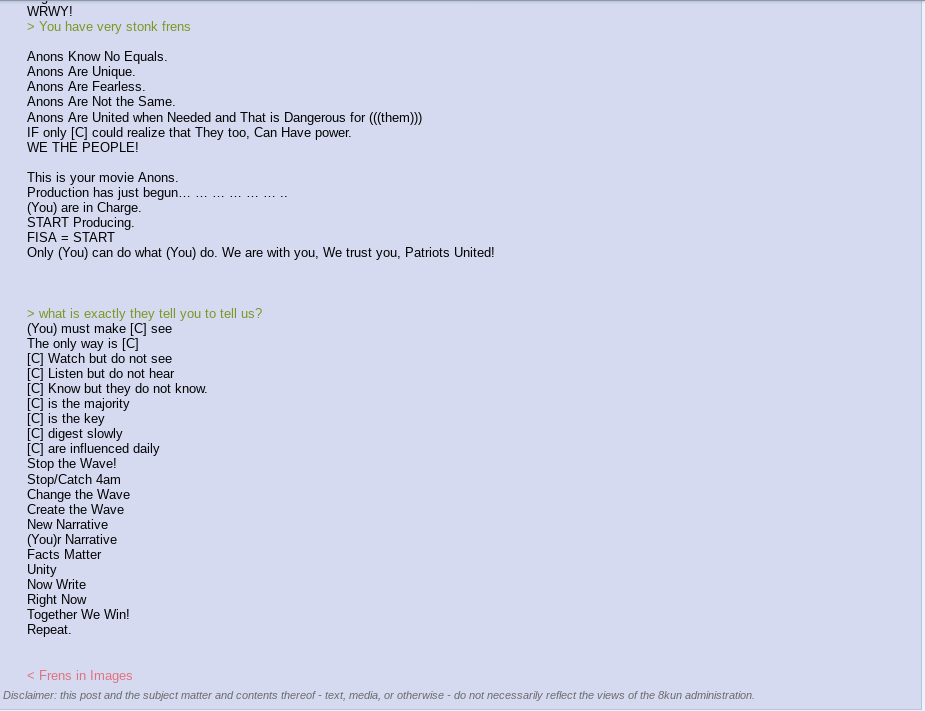 WRWY!
> You have very stonk frens
Anons Know No Equals.
Anons Are Unique.
Anons Are Fearless.
Anons Are Not the Same.
Anons Are United when Needed and That is Dangerous for (((them)))
IF only [C] could realize that They too, Can Have power.
WE THE PEOPLE!
This is your movie Anons.
Production has just begun… … … … … … ..
(You) are in Charge.
START Producing.
FISA = START
Only (You) can do what (You) do. We are with you, We trust you, Patriots United!
> what is exactly they tell you to tell us?
(You) must make [C] see
The only way is [C]
[C] Watch but do not see
[C] Listen but do not hear
[C] Know but they do not know.
[C] is the majority
[C] is the key
[C] digest slowly
[C] are influenced daily
Stop the Wave!
Stop/Catch 4am
Change the Wave
Create the Wave
New Narrative
(You)r Narrative
Facts Matter
Unity
Now Write
Right Now
Together We Win!
Repeat.
< Frens in Images
Disclaimer: this post and the subject matter and contents thereof - text, media, or otherwise - do not necessarily reflect the views of the 8kun administration.